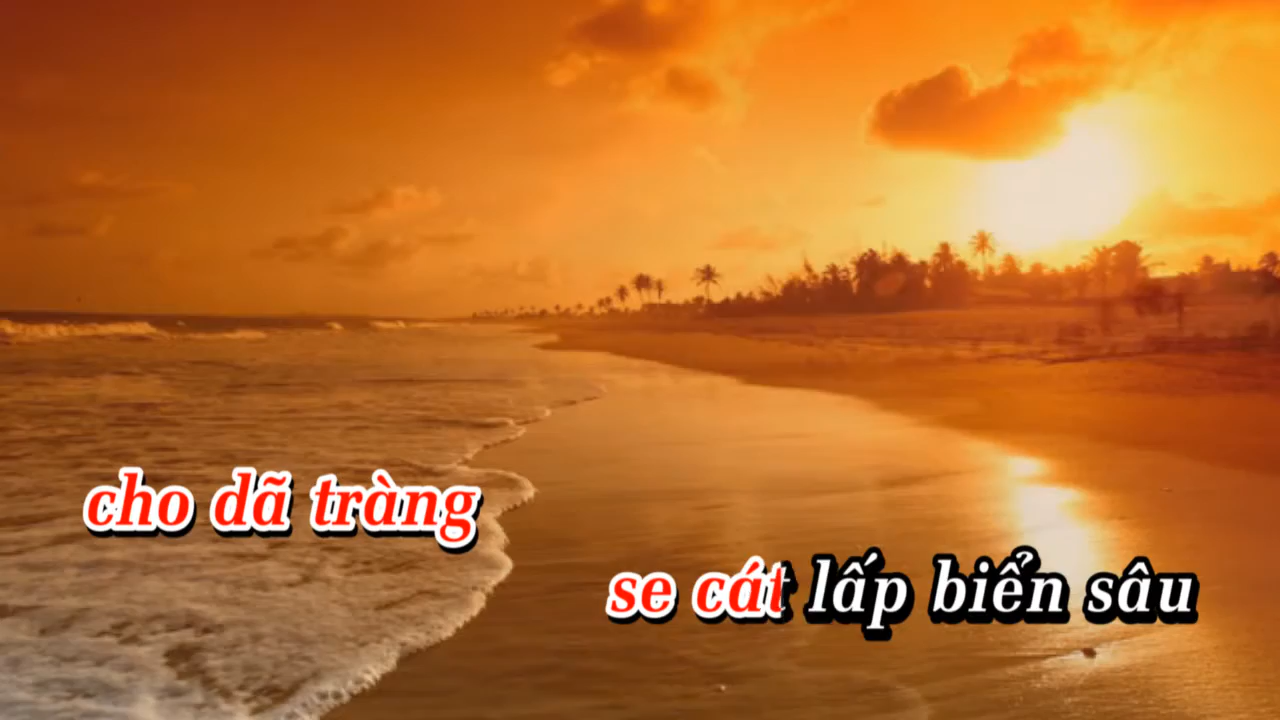 cho dã tràng
se cát lấp biển sâu